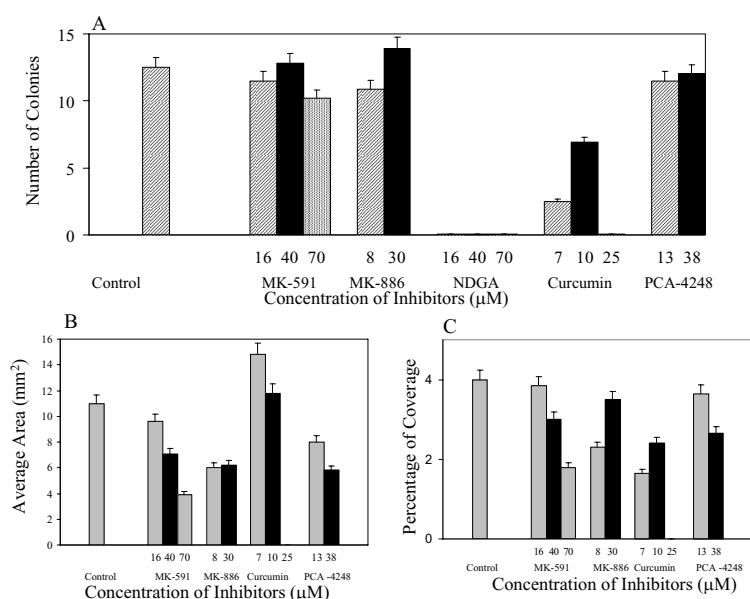 A
15
10
5
0
Number of Colonies
16 40 70 8 30 16 40 70 7 10 25 13 38
Control MK-591 MK-886 NDGA Curcumin PCA-4248
Concentration of Inhibitors (μM)
B
16
14
12
10
8
6
4
2
0
Average Area (mm²)
16 40 70 8 30 7 10 25 13 38
Control MK-591 MK-886 Curcumin PCA -4248
Concentration of Inhibitors (μM)
C
4
2
0
Percentage of Coverage
16 40 70 8 30 7 10 25 13 38
Control MK-591 MK-886 Curcumin PCA -4248
Concentration of Inhibitors (μM)